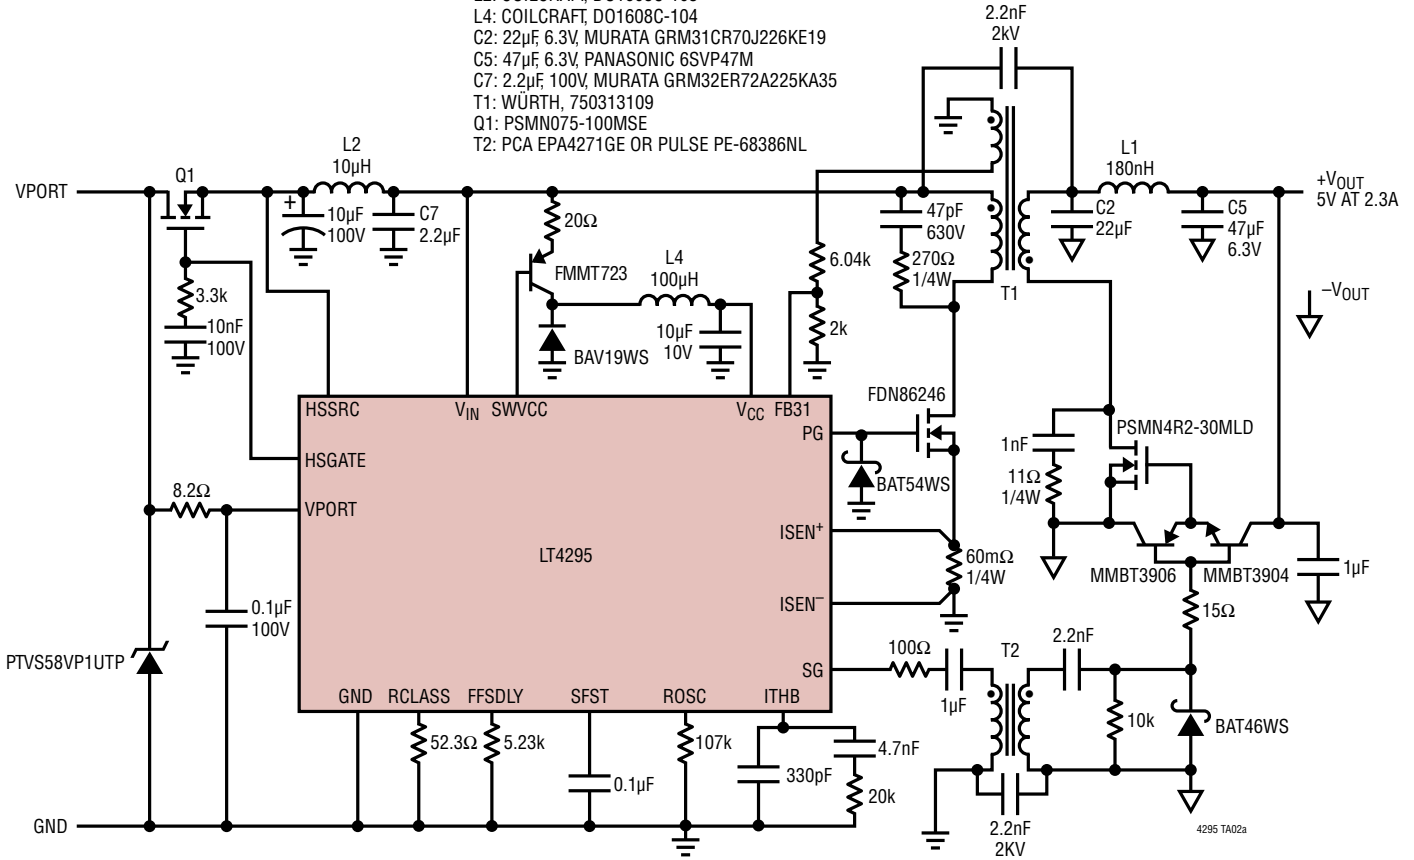 L4: COILCRAFT, DO1608C-104
C2: 22µF, 6.3V, MURATA GRM31CR70J226KE19
C5: 47µF, 6.3V, PANASONIC 6SVP47M
C7: 2.2µF, 100V, MURATA GRM32ER72A225KA35
T1: WÜRTH, 750313109
Q1: PSMN075-100MSE
T2: PCA EPA4271GE OR PULSE PE-68386NL
2.2nF
2kV
VPORT
Q1
L2
10µH
+
10µF
100V
C7
2.2µF
20Ω
FMMT723
L4
100µH
10µF
10V
BAV19WS
6.04k
2k
47pF
630V
270Ω
1/4W
T1
C2
22µF
L1
180nH
C5
47µF
6.3V
+VOUT
5V AT 2.3A
–VOUT
3.3k
10nF
100V
FDN86246
HSSRC
VIN
SWVCC
VCC
FB31
PG
BAT54WS
1nF
11Ω
1/4W
PSMN4R2-30MLD
HSGATE
8.2Ω
VPORT
LT4295
ISEN+
60mΩ
1/4W
ISEN–
MMBT3906
MMBT3904
1µF
15Ω
0.1µF
100V
PTVS58VP1UTP
SG
100Ω
1µF
T2
2.2nF
10k
BAT46WS
GND
RCLASS
FFSDLY
SFST
ROSC
ITHB
52.3Ω
5.23k
0.1µF
107k
330pF
4.7nF
20k
2.2nF
2KV
GND
4295 TA02a